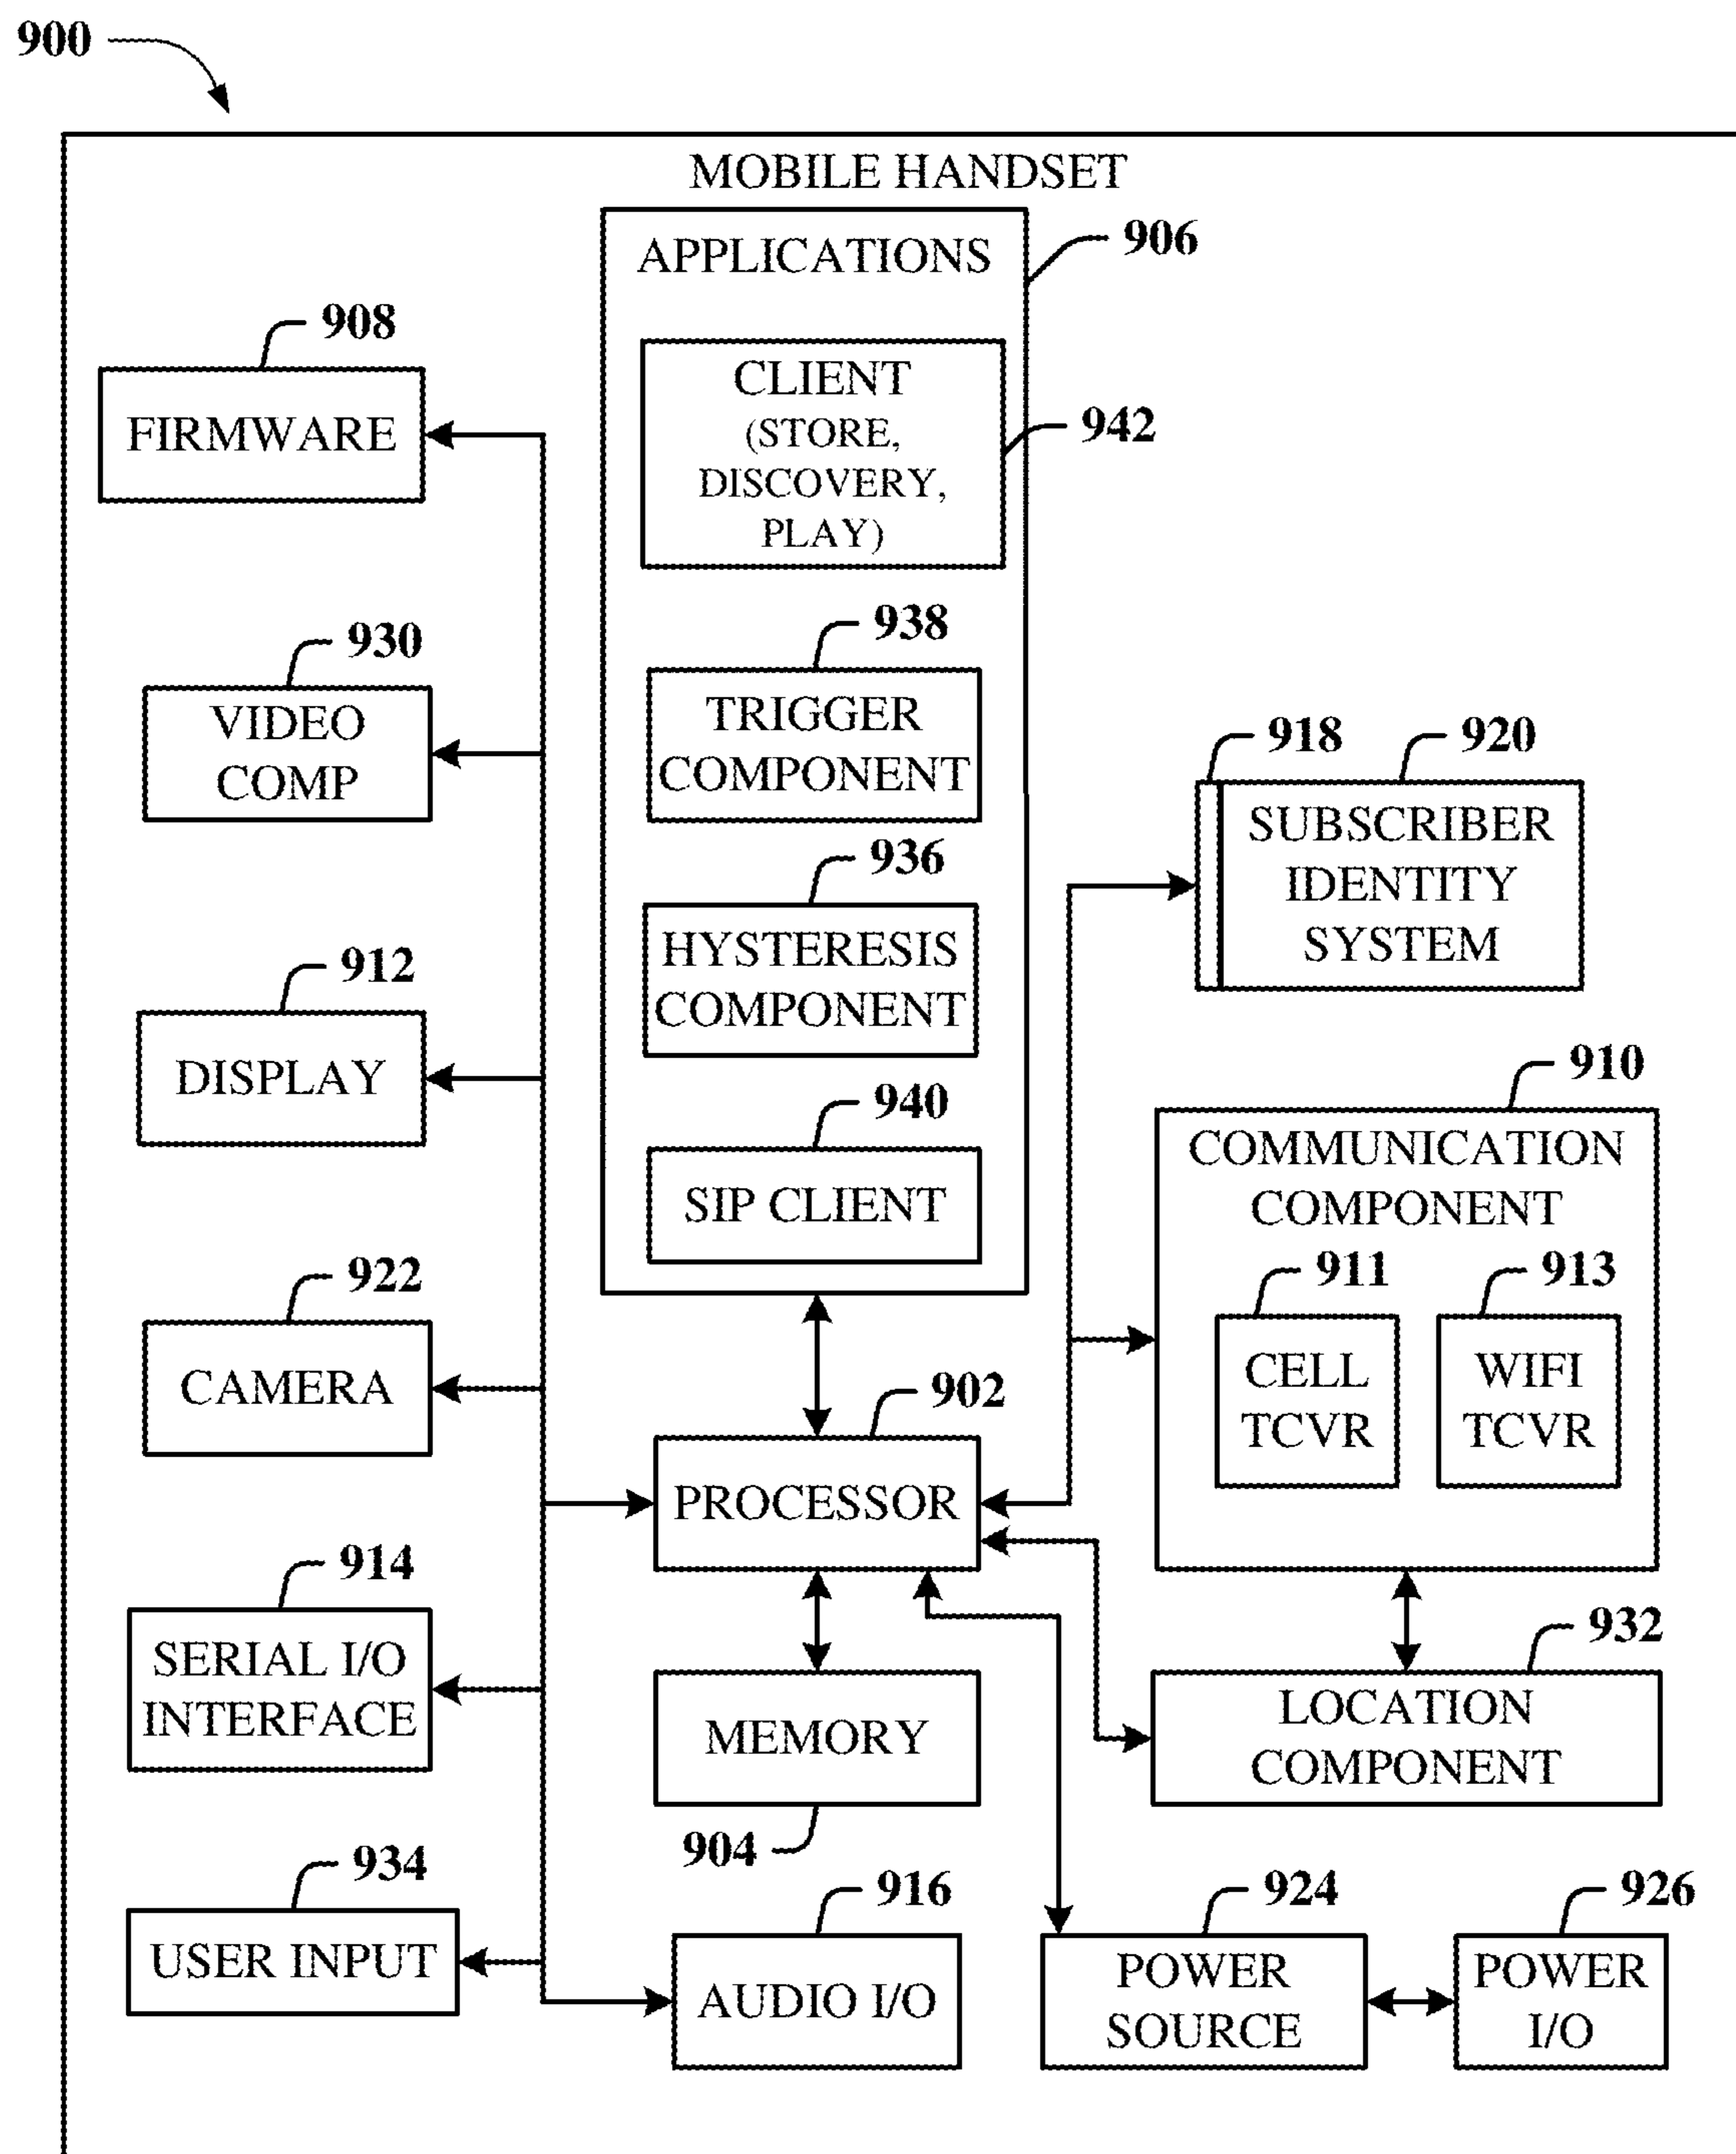 900
MOBILE HANDSET
APPLICATIONS
906
CLIENT
(STORE,
DISCOVERY,
PLAY)
942
908
FIRMWARE
938
TRIGGER
COMPONENT
930
VIDEO
COMP
918
920
SUBSCRIBER
IDENTITY
SYSTEM
936
HYSTERESIS
COMPONENT
912
DISPLAY
940
SIP CLIENT
910
COMMUNICATION
COMPONENT
911
913
CELL
TCVR
WIFI
TCVR
922
CAMERA
902
PROCESSOR
914
SERIAL I/O
INTERFACE
MEMORY
904
932
LOCATION
COMPONENT
934
USER INPUT
916
AUDIO I/O
924
POWER
SOURCE
926
POWER
I/O